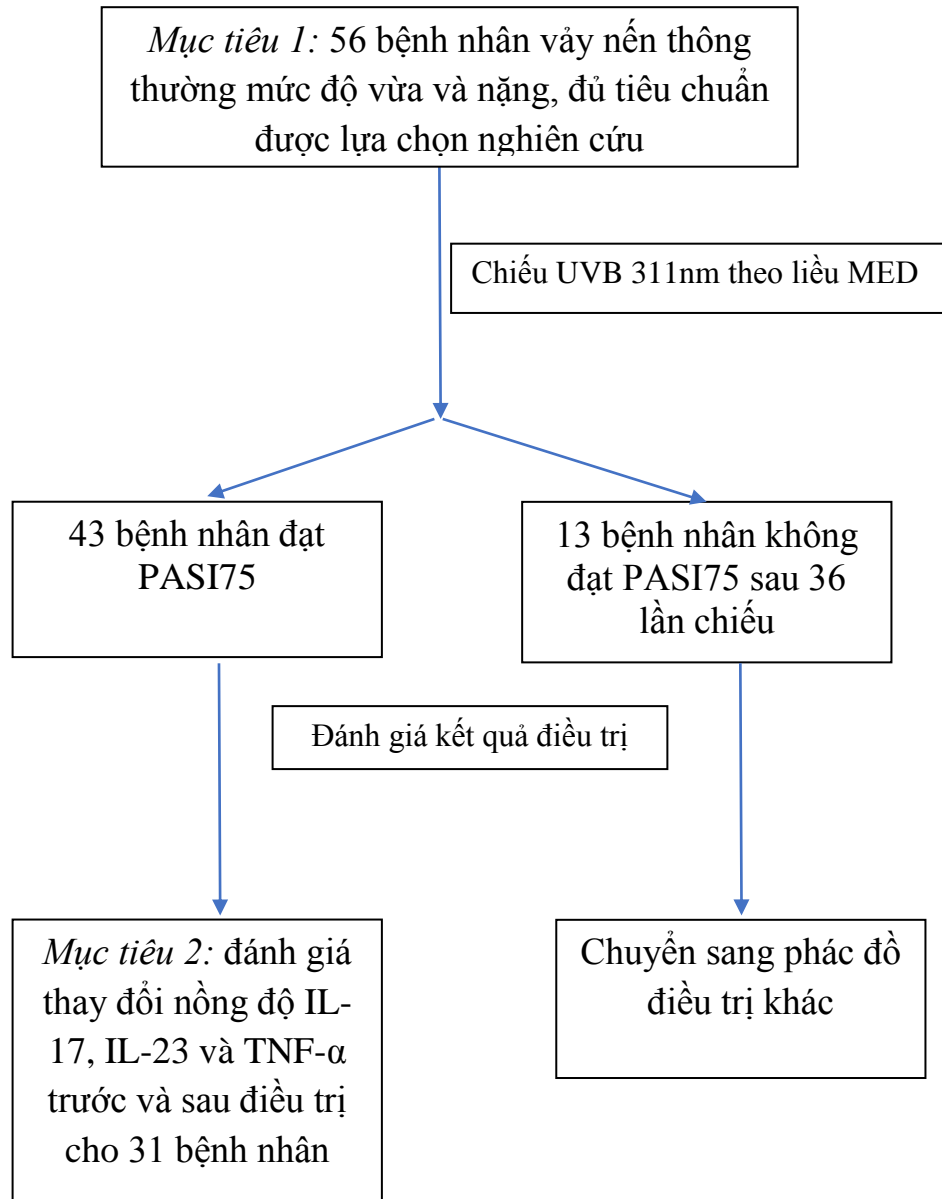 Mục tiêu 1: 56 bệnh nhân vảy nến thông
thường mức độ vừa và nặng, đủ tiêu chuẩn
được lựa chọn nghiên cứu
Chiếu UVB 311nm theo liều MED
43 bệnh nhân đạt
PASI75
13 bệnh nhân không
đạt PASI75 sau 36
lần chiếu
Đánh giá kết quả điều trị
Mục tiêu 2: đánh giá
thay đổi nồng độ IL-
17, IL-23 và TNF-α
trước và sau điều trị
cho 31 bệnh nhân
Chuyển sang phác đồ
điều trị khác